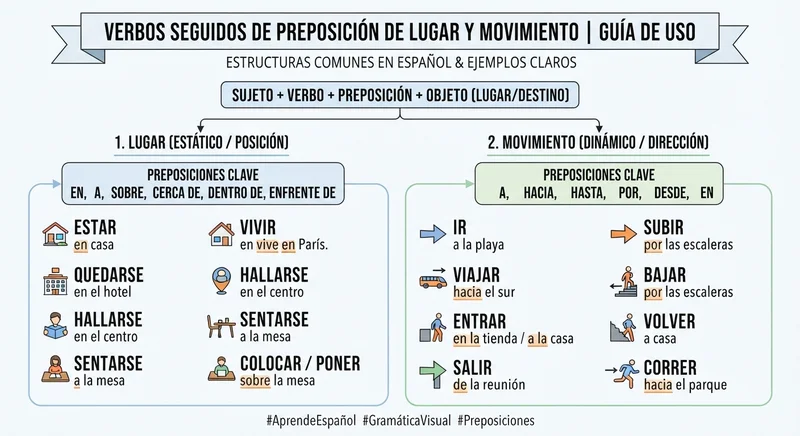 VERBOS SEGUIDOS DE PREPOSICIÓN DE LUGAR Y MOVIMIENTO | GUÍA DE USO
ESTRUCTURAS COMUNES EN ESPAÑOL & EJEMPLOS CLAROS
SUJETO + VERBO + PREPOSICIÓN + OBJETO (LUGAR/DESTINO)
1. LUGAR (ESTÁTICO / POSICIÓN)
PREPOSICIONES CLAVE
EN, A, SOBRE, CERCA DE, DENTRO DE, ENFRENTE DE
ESTAR
en casa
VIVIR
en vive en París.
QUEDARSE
en el hotel
HALLARSE
en el centro
HALLARSE
en el centro
SENTARSE
a la mesa
SENTARSE
a la mesa
COLOCAR / PONER
sobre la mesa
2. MOVIMIENTO (DINÁMICO / DIRECCIÓN)
PREPOSICIONES CLAVE
A, HACIA, HASTA, POR, DESDE, EN
IR
a la playa
SUBIR
por las escaleras
VIAJAR
hacia el sur
BAJAR
por las escaleras
ENTRAR
en la tienda / a la casa
VOLVER
a casa
SALIR
de la reunión
CORRER
hacia el parque
#AprendeEspañol #GramáticaVisual #Preposiciones